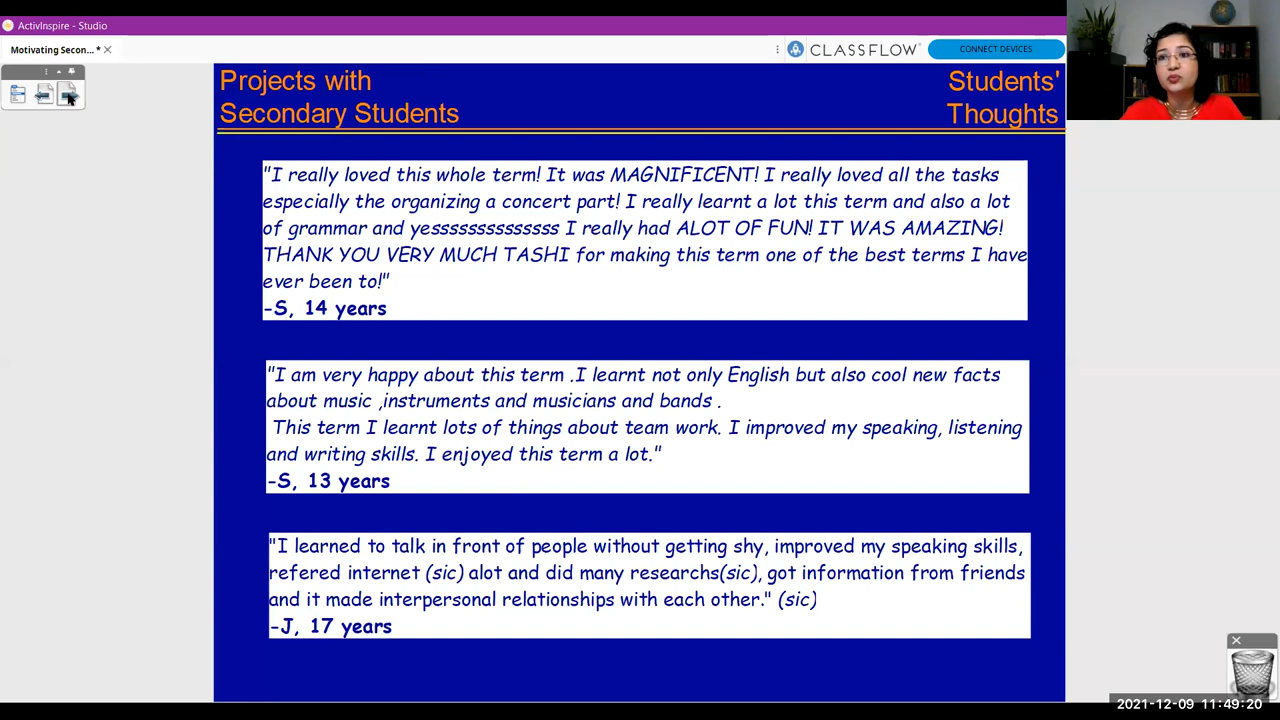 ActivInspire - Studio
Motivating Secon... *
CLASSFLOW
CONNECT DEVICES
Projects with
Secondary Students
Students'
Thoughts
"I really loved this whole term! It was MAGNIFICENT! I really loved all the tasks
especially the organizing a concert part! I really learnt a lot this term and also a lot
of grammar and yessssssssssssss I really had ALOT OF FUN! IT WAS AMAZING!
THANK YOU VERY MUCH TASHI for making this term one of the best terms I have
ever been to!"
-S, 14 years
"I am very happy about this term .I learnt not only English but also cool new facts
about music ,instruments and musicians and bands .
This term I learnt lots of things about team work. I improved my speaking, listening
and writing skills. I enjoyed this term a lot."
-S, 13 years
"I learned to talk in front of people without getting shy, improved my speaking skills,
refered internet (sic) alot and did many researchs(sic), got information from friends
and it made interpersonal relationships with each other." (sic)
-J, 17 years
2021-12-09 11:49:20